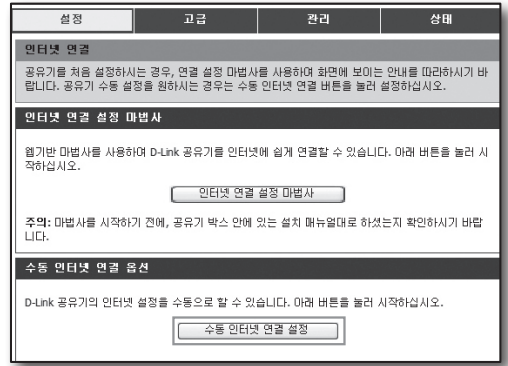 설정 고급 관리 상태
인터넷 연결
공유기를 처음 설정하시는 경우, 연결 설정 마법사를 사용하여 화면에 보이는 안내를 따라하시기 바
랍니다. 공유기 수동 설정을 원하시는 경우는 수동 인터넷 연결 버튼을 눌러 설정하십시오.
인터넷 연결 설정 마법사
웹기반 마법사를 사용하여 D-Link 공유기를 인터넷에 쉽게 연결할 수 있습니다. 아래 버튼을 눌러 시
작하십시오.
인터넷 연결 설정 마법사
주의: 마법사를 시작하기 전에, 공유기 박스 안에 있는 설치 매뉴얼대로 하셨는지 확인하시기 바랍
니다.
수동 인터넷 연결 옵션
D-Link 공유기의 인터넷 설정을 수동으로 할 수 있습니다. 아래 버튼을 눌러 시작하십시오.
수동 인터넷 연결 설정